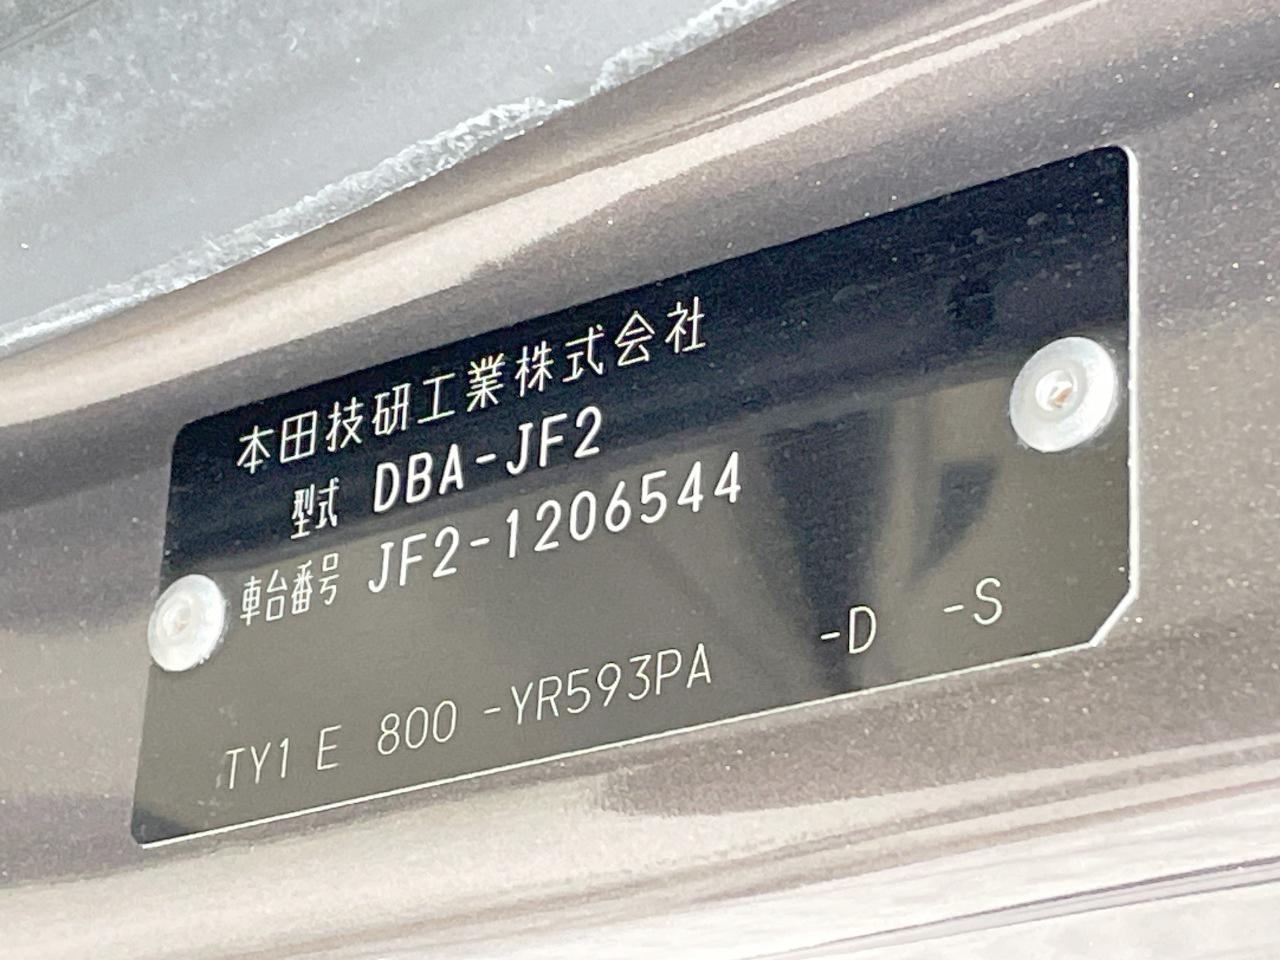 本田技研工業株式会社
型式 DBA-JF2
車台番号 JF2-1206544
TY1 E 800 -YR593PA -D -S